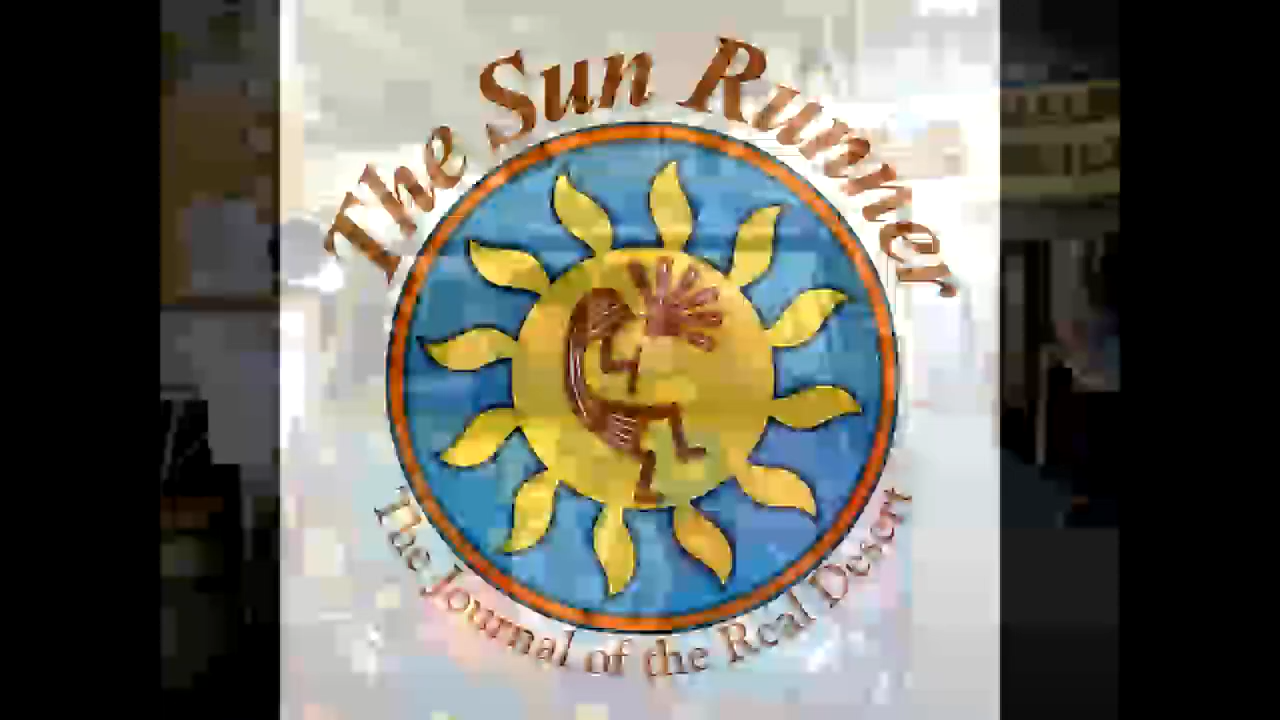 The Sun Runner
The Journal of the Real Desert